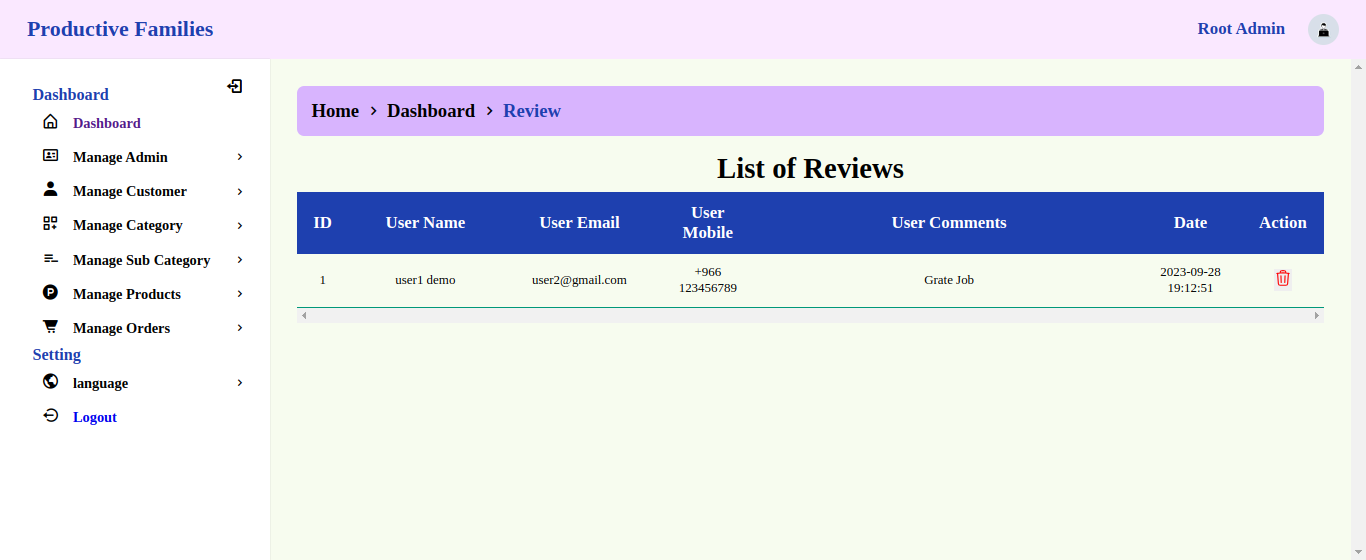 Productive Families
Root Admin
Dashboard
Dashboard
Manage Admin
Manage Customer
Manage Category
Manage Sub Category
Manage Products
Manage Orders
Setting
language
Logout
Home > Dashboard > Review
List of Reviews
ID User Name User Email User Mobile User Comments Date Action
1 user1 demo user2@gmail.com +966 123456789 Grate Job 2023-09-28 19:12:51